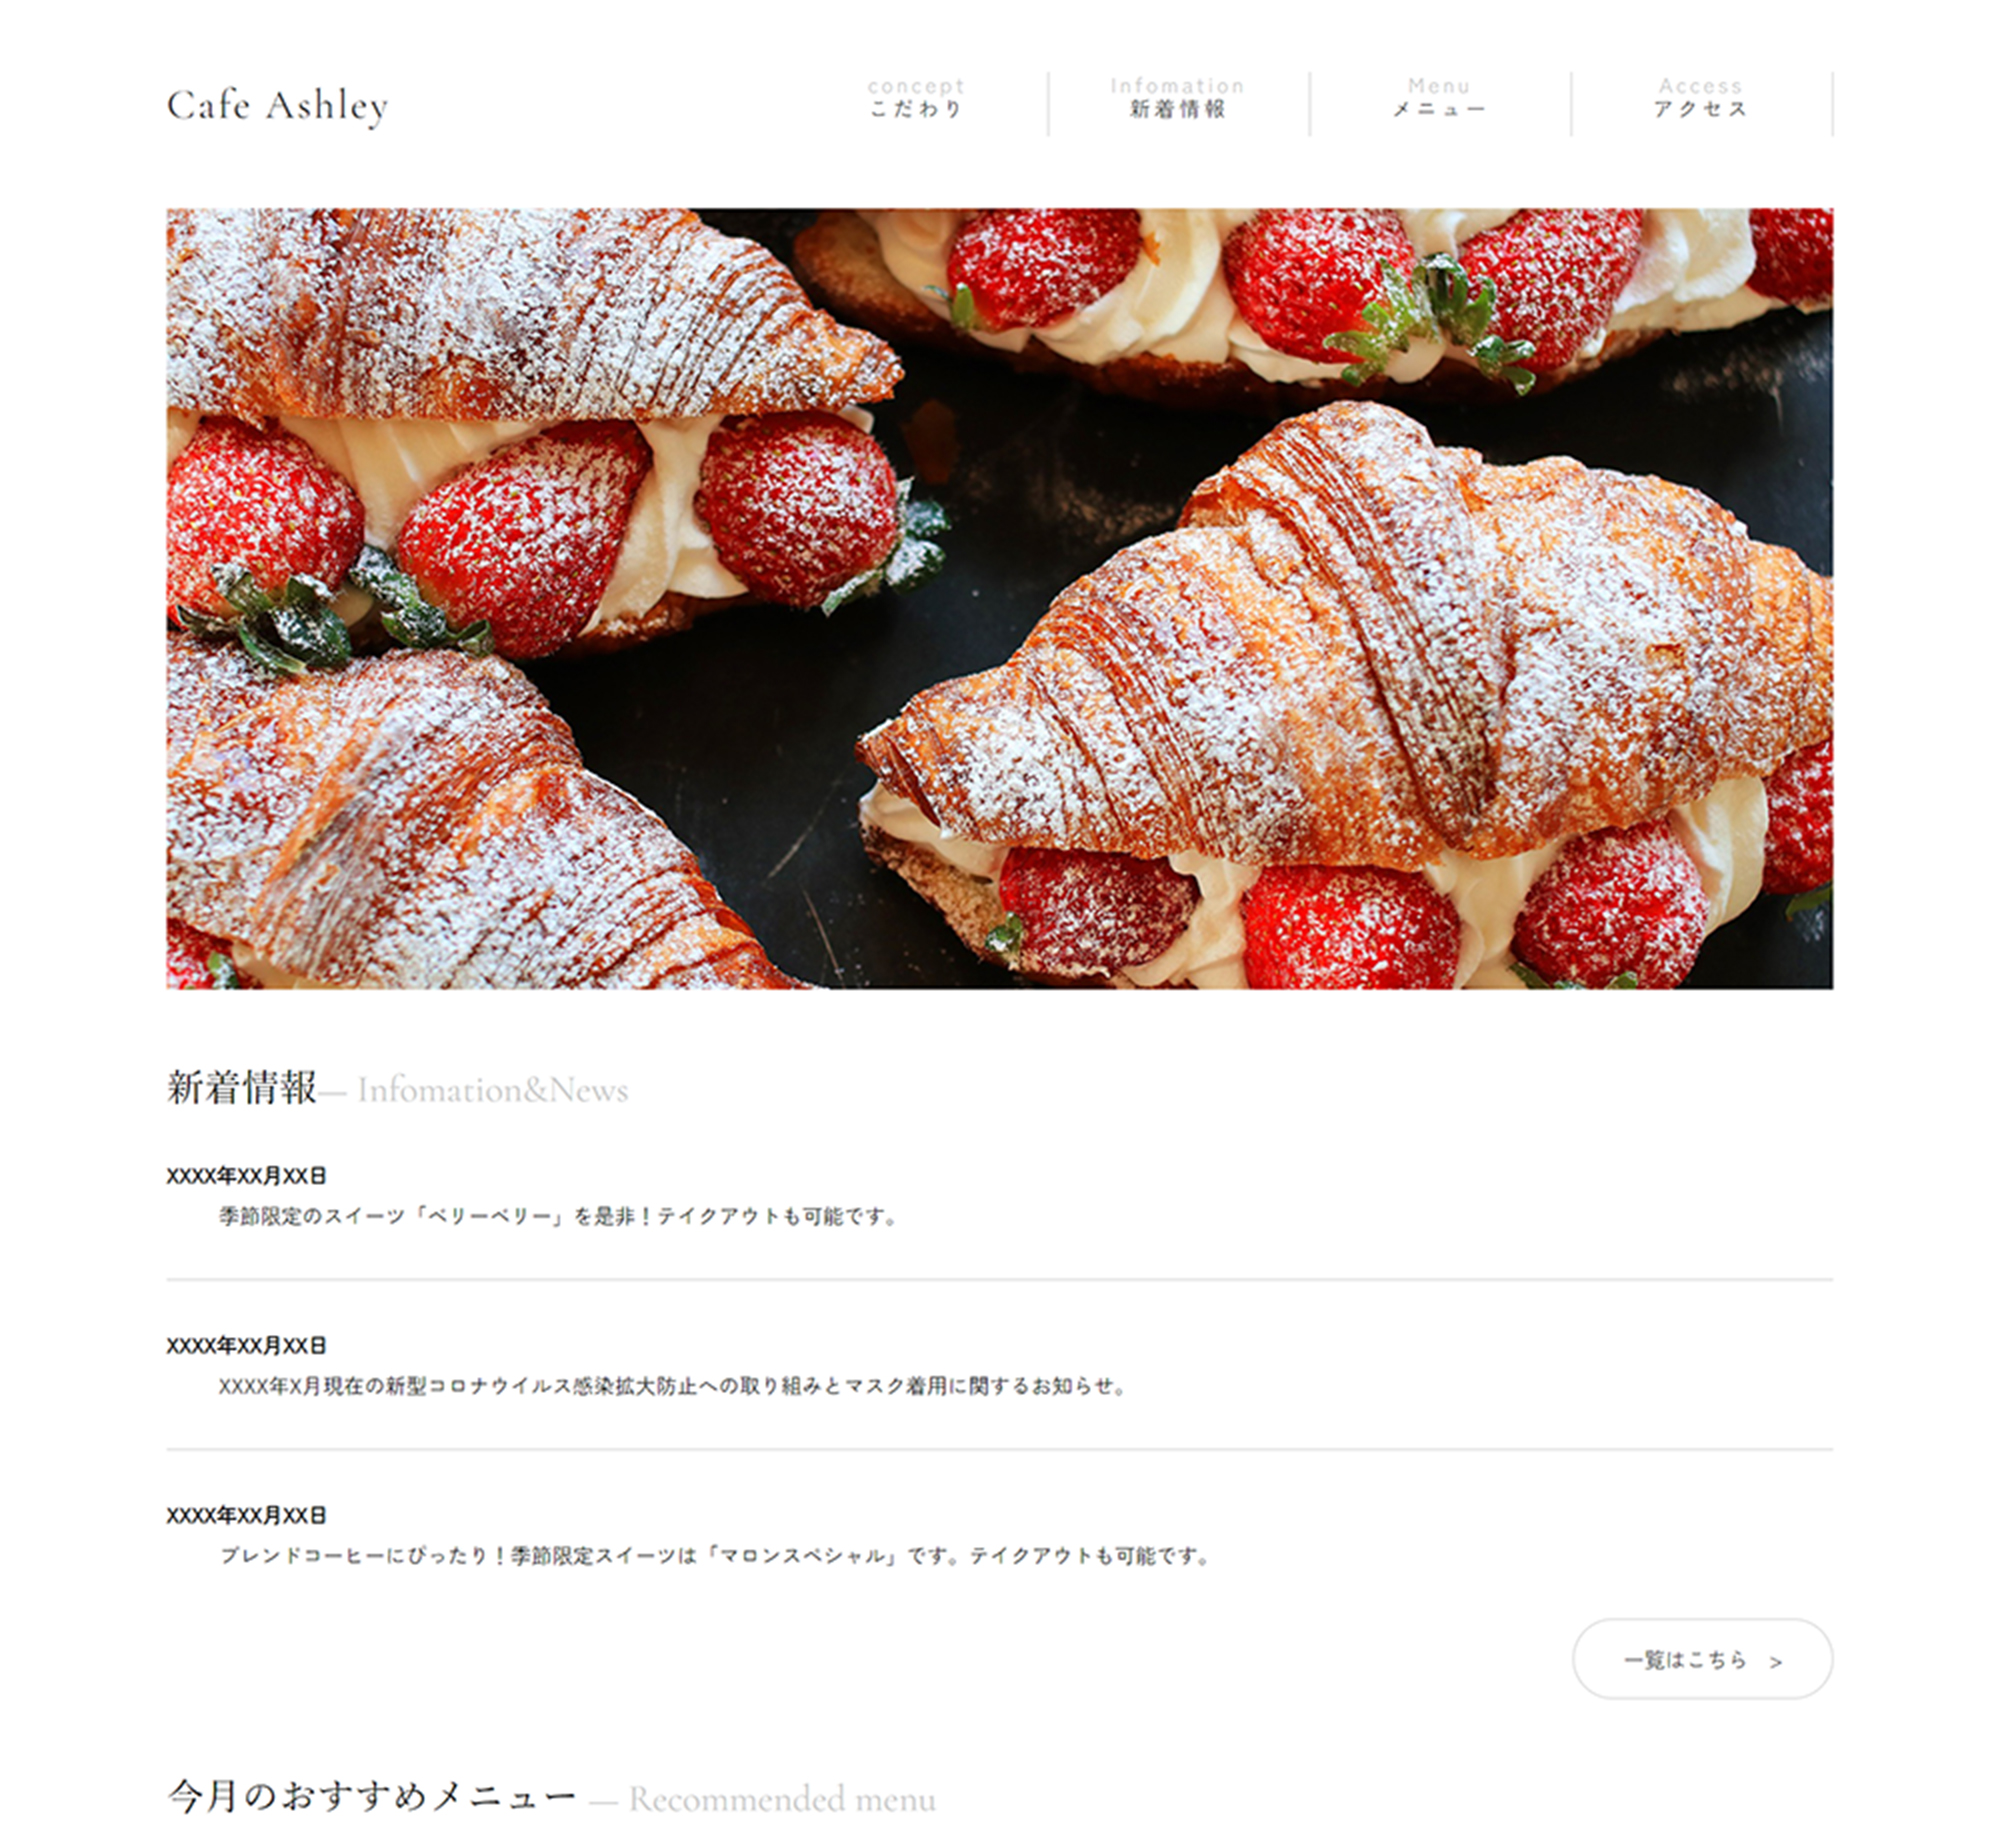 Cafe Ashley
concept
こだわり
Infomation
新着情報
Menu
メニュー
Access
アクセス
新着情報— Infomation&News
XXXX年XX月XX日
季節限定のスイーツ「ベリーベリー」を是非！テイクアウトも可能です。
XXXX年XX月XX日
XXXX年X月現在の新型コロナウイルス感染拡大防止への取り組みとマスク着用に関するお知らせ。
XXXX年XX月XX日
ブレンドコーヒーにぴったり！季節限定スイーツは「マロンスペシャル」です。テイクアウトも可能です。
一覧はこちら　>
今月のおすすめメニュー — Recommended menu